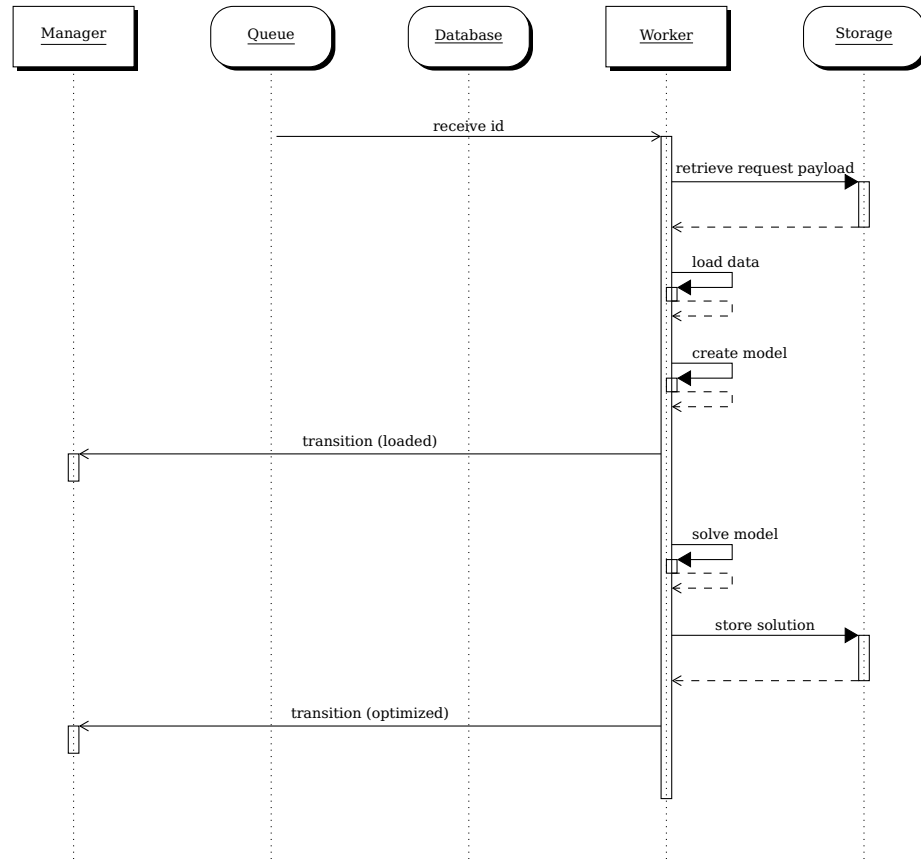 Manager
Queue
Database
Worker
Storage
receive id
retrieve request payload
load data
create model
transition (loaded)
solve model
store solution
transition (optimized)